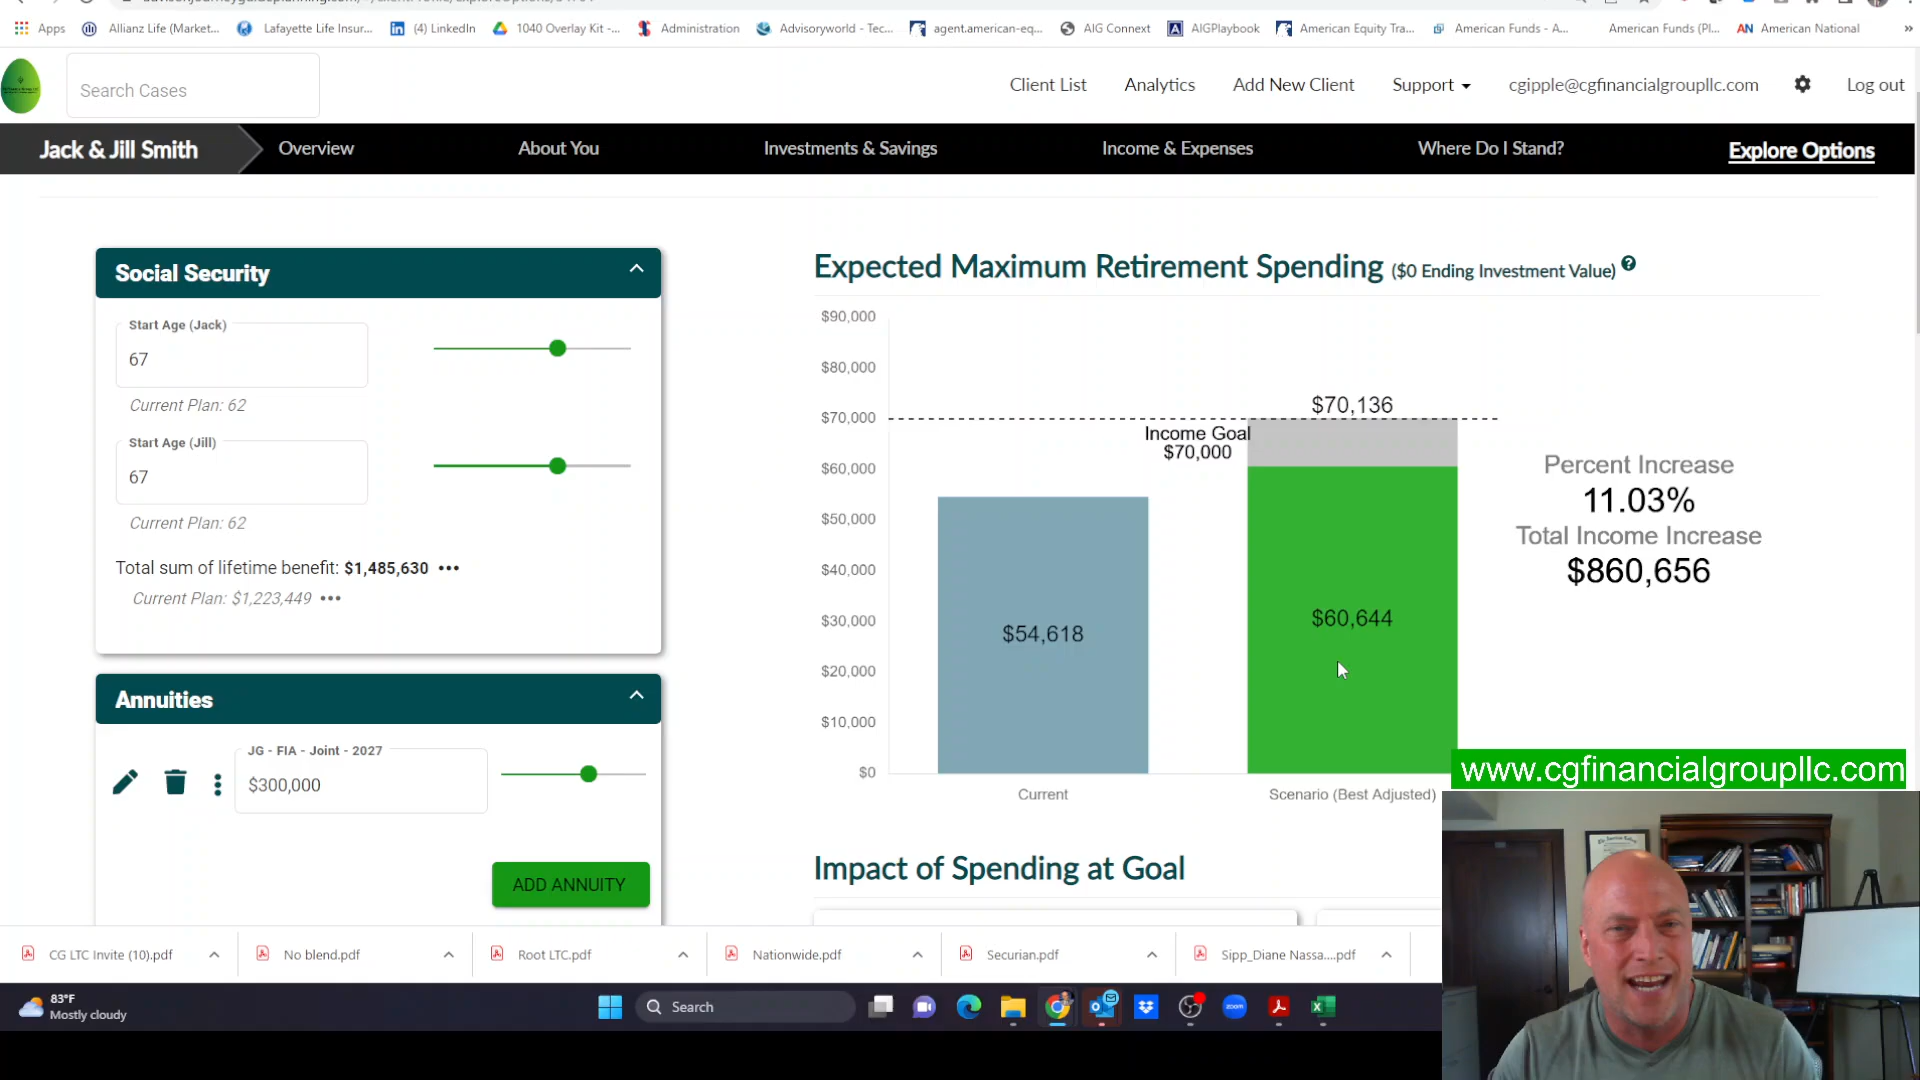 Apps
Allianz Life (Market...
Lafayette Life Insur...
(4) LinkedIn
1040 Overlay Kit -...
Administration
Advisoryworld - Tec...
agent.american-eq...
AIG Connext
AIGPlaybook
American Equity Tra...
American Funds - A...
American Funds (Pl...
AN American National
»
Search Cases
Client List
Analytics
Add New Client
Support
cgipple@cgfinancialgroupllc.com
Log out
Jack & Jill Smith
Overview
About You
Investments & Savings
Income & Expenses
Where Do I Stand?
Explore Options
Social Security
Start Age (Jack)
67
Current Plan: 62
Start Age (Jill)
67
Current Plan: 62
Total sum of lifetime benefit: $1,485,630 •••
Current Plan: $1,223,449 •••
Annuities
JG - FIA - Joint - 2027
$300,000
ADD ANNUITY
Expected Maximum Retirement Spending ($0 Ending Investment Value) ?
$90,000
$80,000
$70,000
$60,000
$50,000
$40,000
$30,000
$20,000
$10,000
$0
$70,136
Income Goal
$70,000
$54,618
$60,644
Current
Scenario (Best Adjusted)
Percent Increase
11.03%
Total Income Increase
$860,656
www.cgfinancialgroupllc.com
Impact of Spending at Goal
CG LTC Invite (10).pdf
No blend.pdf
Root LTC.pdf
Nationwide.pdf
Securian.pdf
Sipp_Diane Nassa....pdf
83°F
Mostly cloudy
Search
zoom